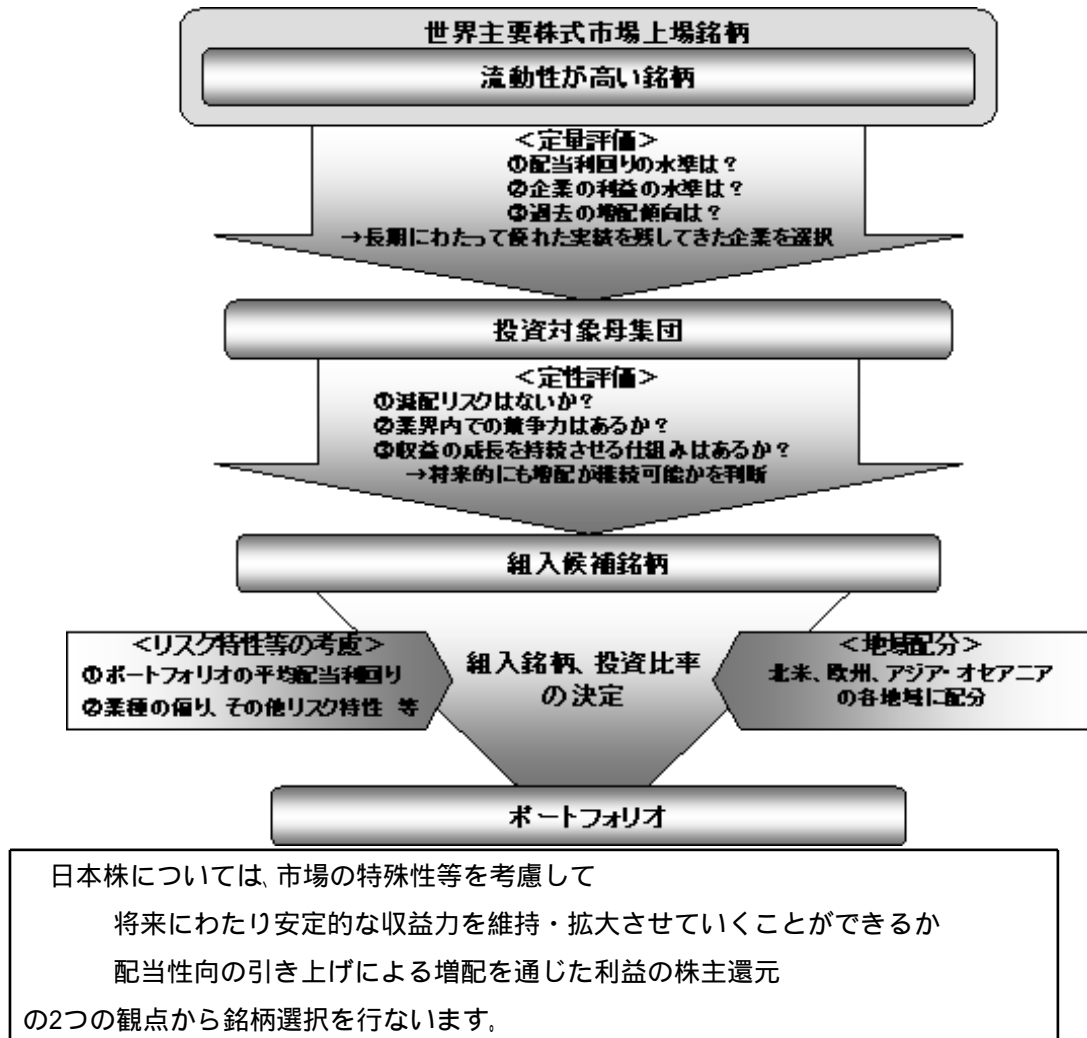 世界主要株式市場上場銘柄
流動性が高い銘柄
＜定量評価＞
①配当利回りの水準は？
②企業の利益の水準は？
③過去の増配傾向は？
→長期にわたって優れた実績を残してきた企業を選択
投資対象母集団
＜定性評価＞
①減配リスクはないか？
②業界内での競争力はあるか？
③収益の成長を持続させる仕組みはあるか？
→将来的にも増配が継続可能かを判断
組入候補銘柄
＜リスク特性等の考慮＞
①ポートフォリオの平均配当利回り
②業種の偏り、その他リスク特性 等
組入銘柄、投資比率
の決定
＜地域配分＞
北米、欧州、アジア・オセアニア
の各地域に配分
ポートフォリオ
日本株については、市場の特殊性等を考慮して
将来にわたり安定的な収益力を維持・拡大させていくことができるか
配当性向の引き上げによる増配を通じた利益の株主還元
の2つの観点から銘柄選択を行ないます。